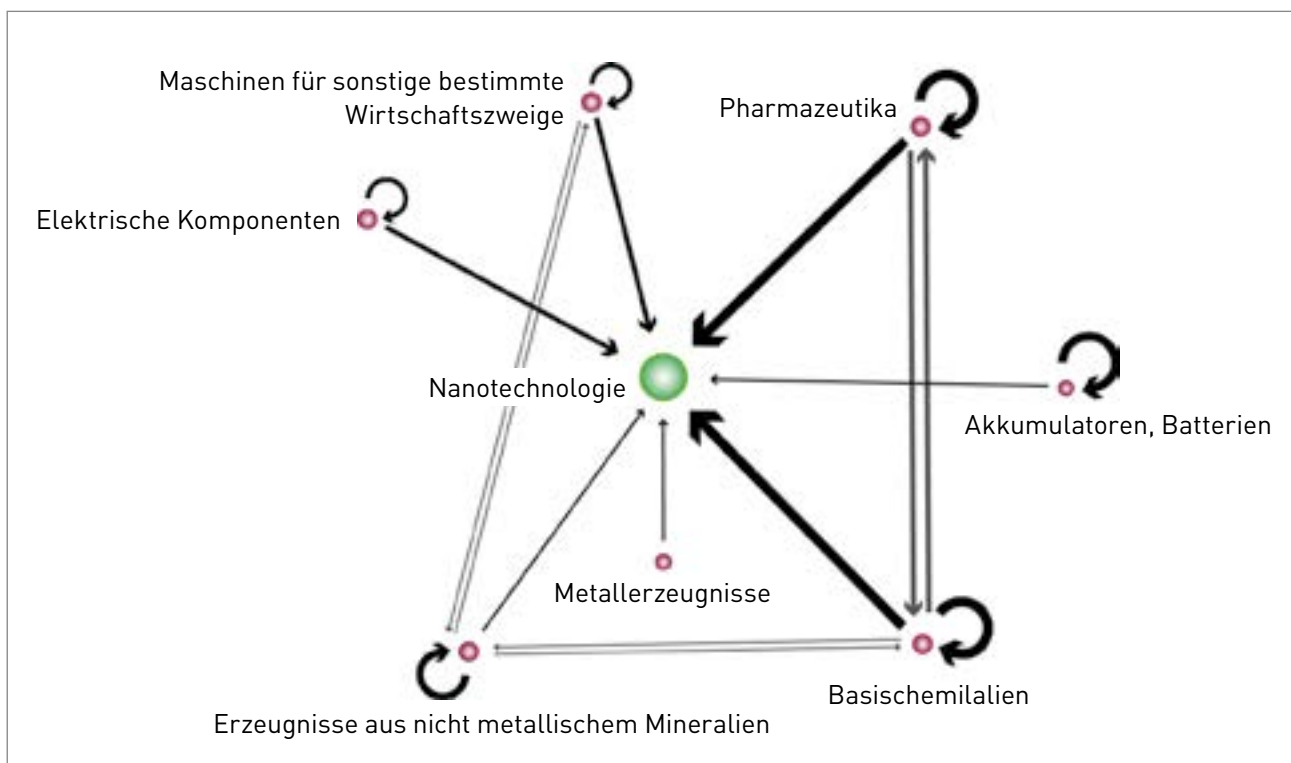 Maschinen für sonstige bestimmte
Wirtschaftszweige
Pharmazeutika
Elektrische Komponenten
Nanotechnologie
Akkumulatoren, Batterien
Metallerzeugnisse
Basischemilalien
Erzeugnisse aus nicht metallischem Mineralien